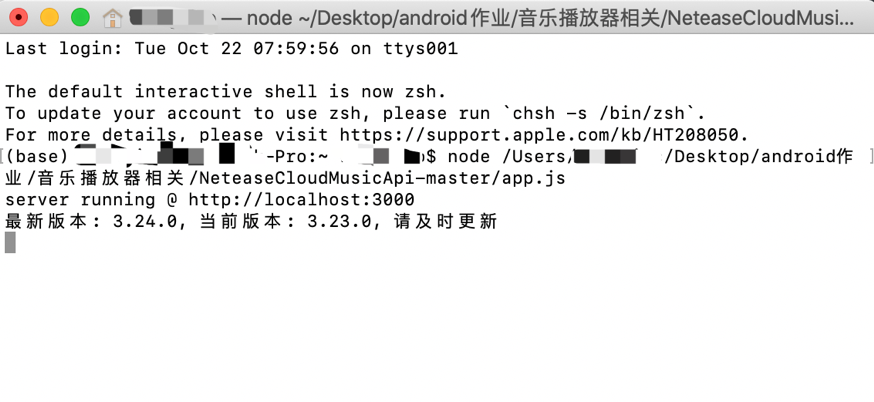 — node ~/Desktop/android作业/音乐播放器相关/NeteaseCloudMusi...
Last login: Tue Oct 22 07:59:56 on ttys001
The default interactive shell is now zsh.
To update your account to use zsh, please run `chsh -s /bin/zsh`.
For more details, please visit https://support.apple.com/kb/HT208050.
(base) -Pro:~ $ node /Users/ /Desktop/android作
业/音乐播放器相关/NeteaseCloudMusicApi-master/app.js
server running @ http://localhost:3000
最新版本: 3.24.0, 当前版本: 3.23.0, 请及时更新